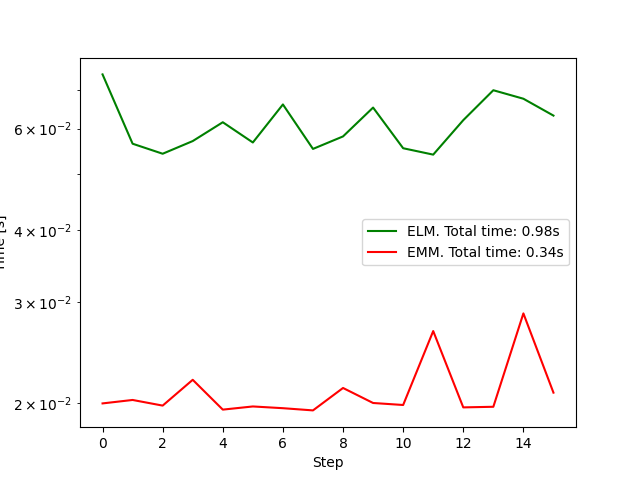 6 × 10⁻²
4 × 10⁻²
3 × 10⁻²
2 × 10⁻²
Time [s]
ELM. Total time: 0.98s
EMM. Total time: 0.34s
0 2 4 6 8 10 12 14
Step